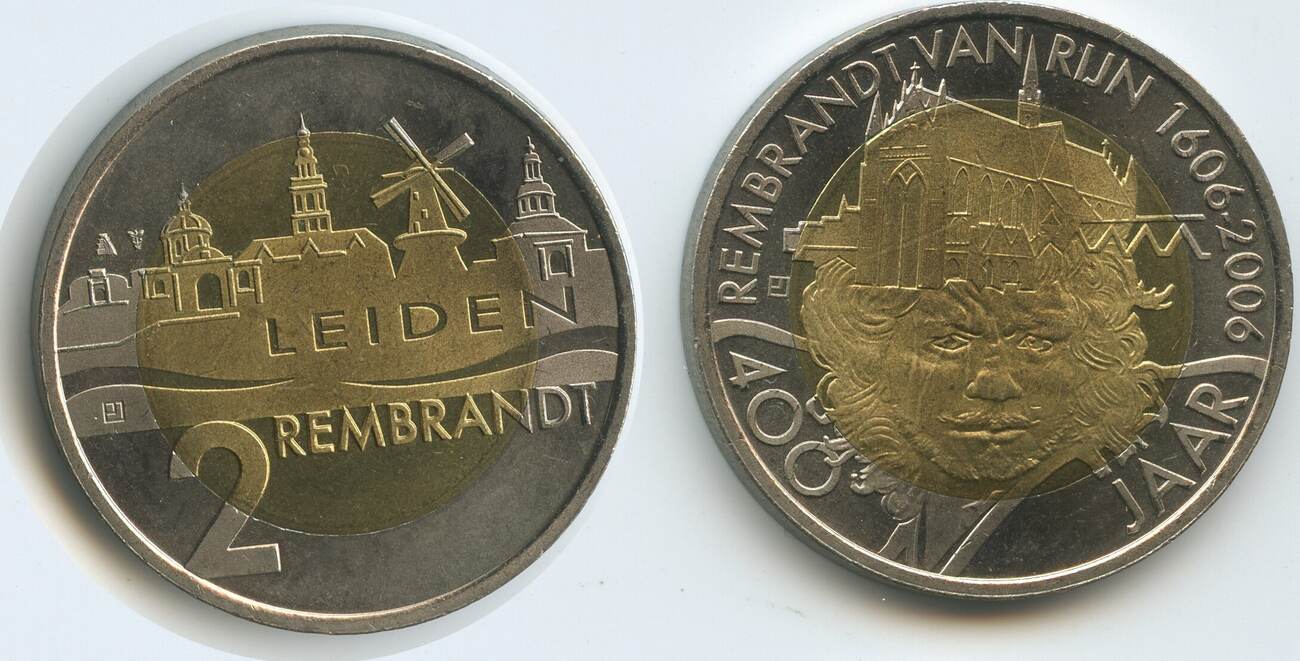 LEIDEN
REMBRANDT
2
REMBRANDT VAN RIJN 1606-2006
400 JAAR